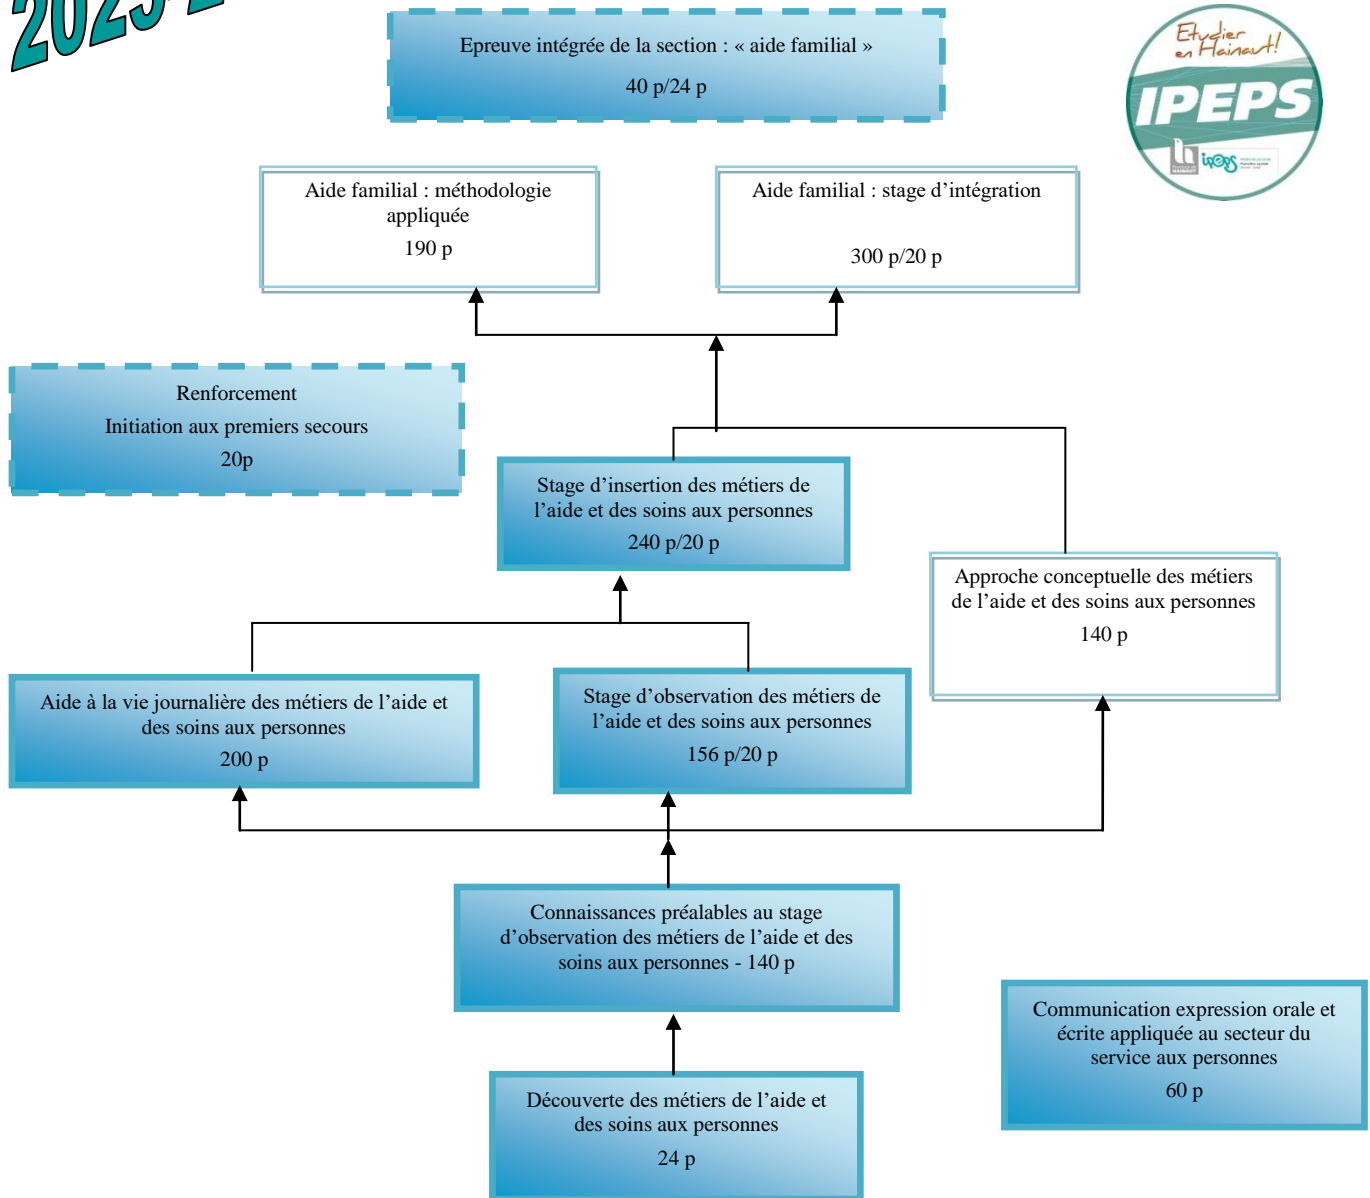 Epreuve intégrée de la section : « aide familial »
40 p/24 p
Etudier
en Hainaut!
IPEPS
Aide familial : méthodologie
appliquée
190 p
Aide familial : stage d’intégration
300 p/20 p
Renforcement
Initiation aux premiers secours
20p
Stage d’insertion des métiers de
l’aide et des soins aux personnes
240 p/20 p
Approche conceptuelle des métiers
de l’aide et des soins aux personnes
140 p
Aide à la vie journalière des métiers de l’aide et
des soins aux personnes
200 p
Stage d’observation des métiers de
l’aide et des soins aux personnes
156 p/20 p
Connaissances préalables au stage
d’observation des métiers de l’aide et des
soins aux personnes - 140 p
Communication expression orale et
écrite appliquée au secteur du
service aux personnes
60 p
Découverte des métiers de l’aide et
des soins aux personnes
24 p